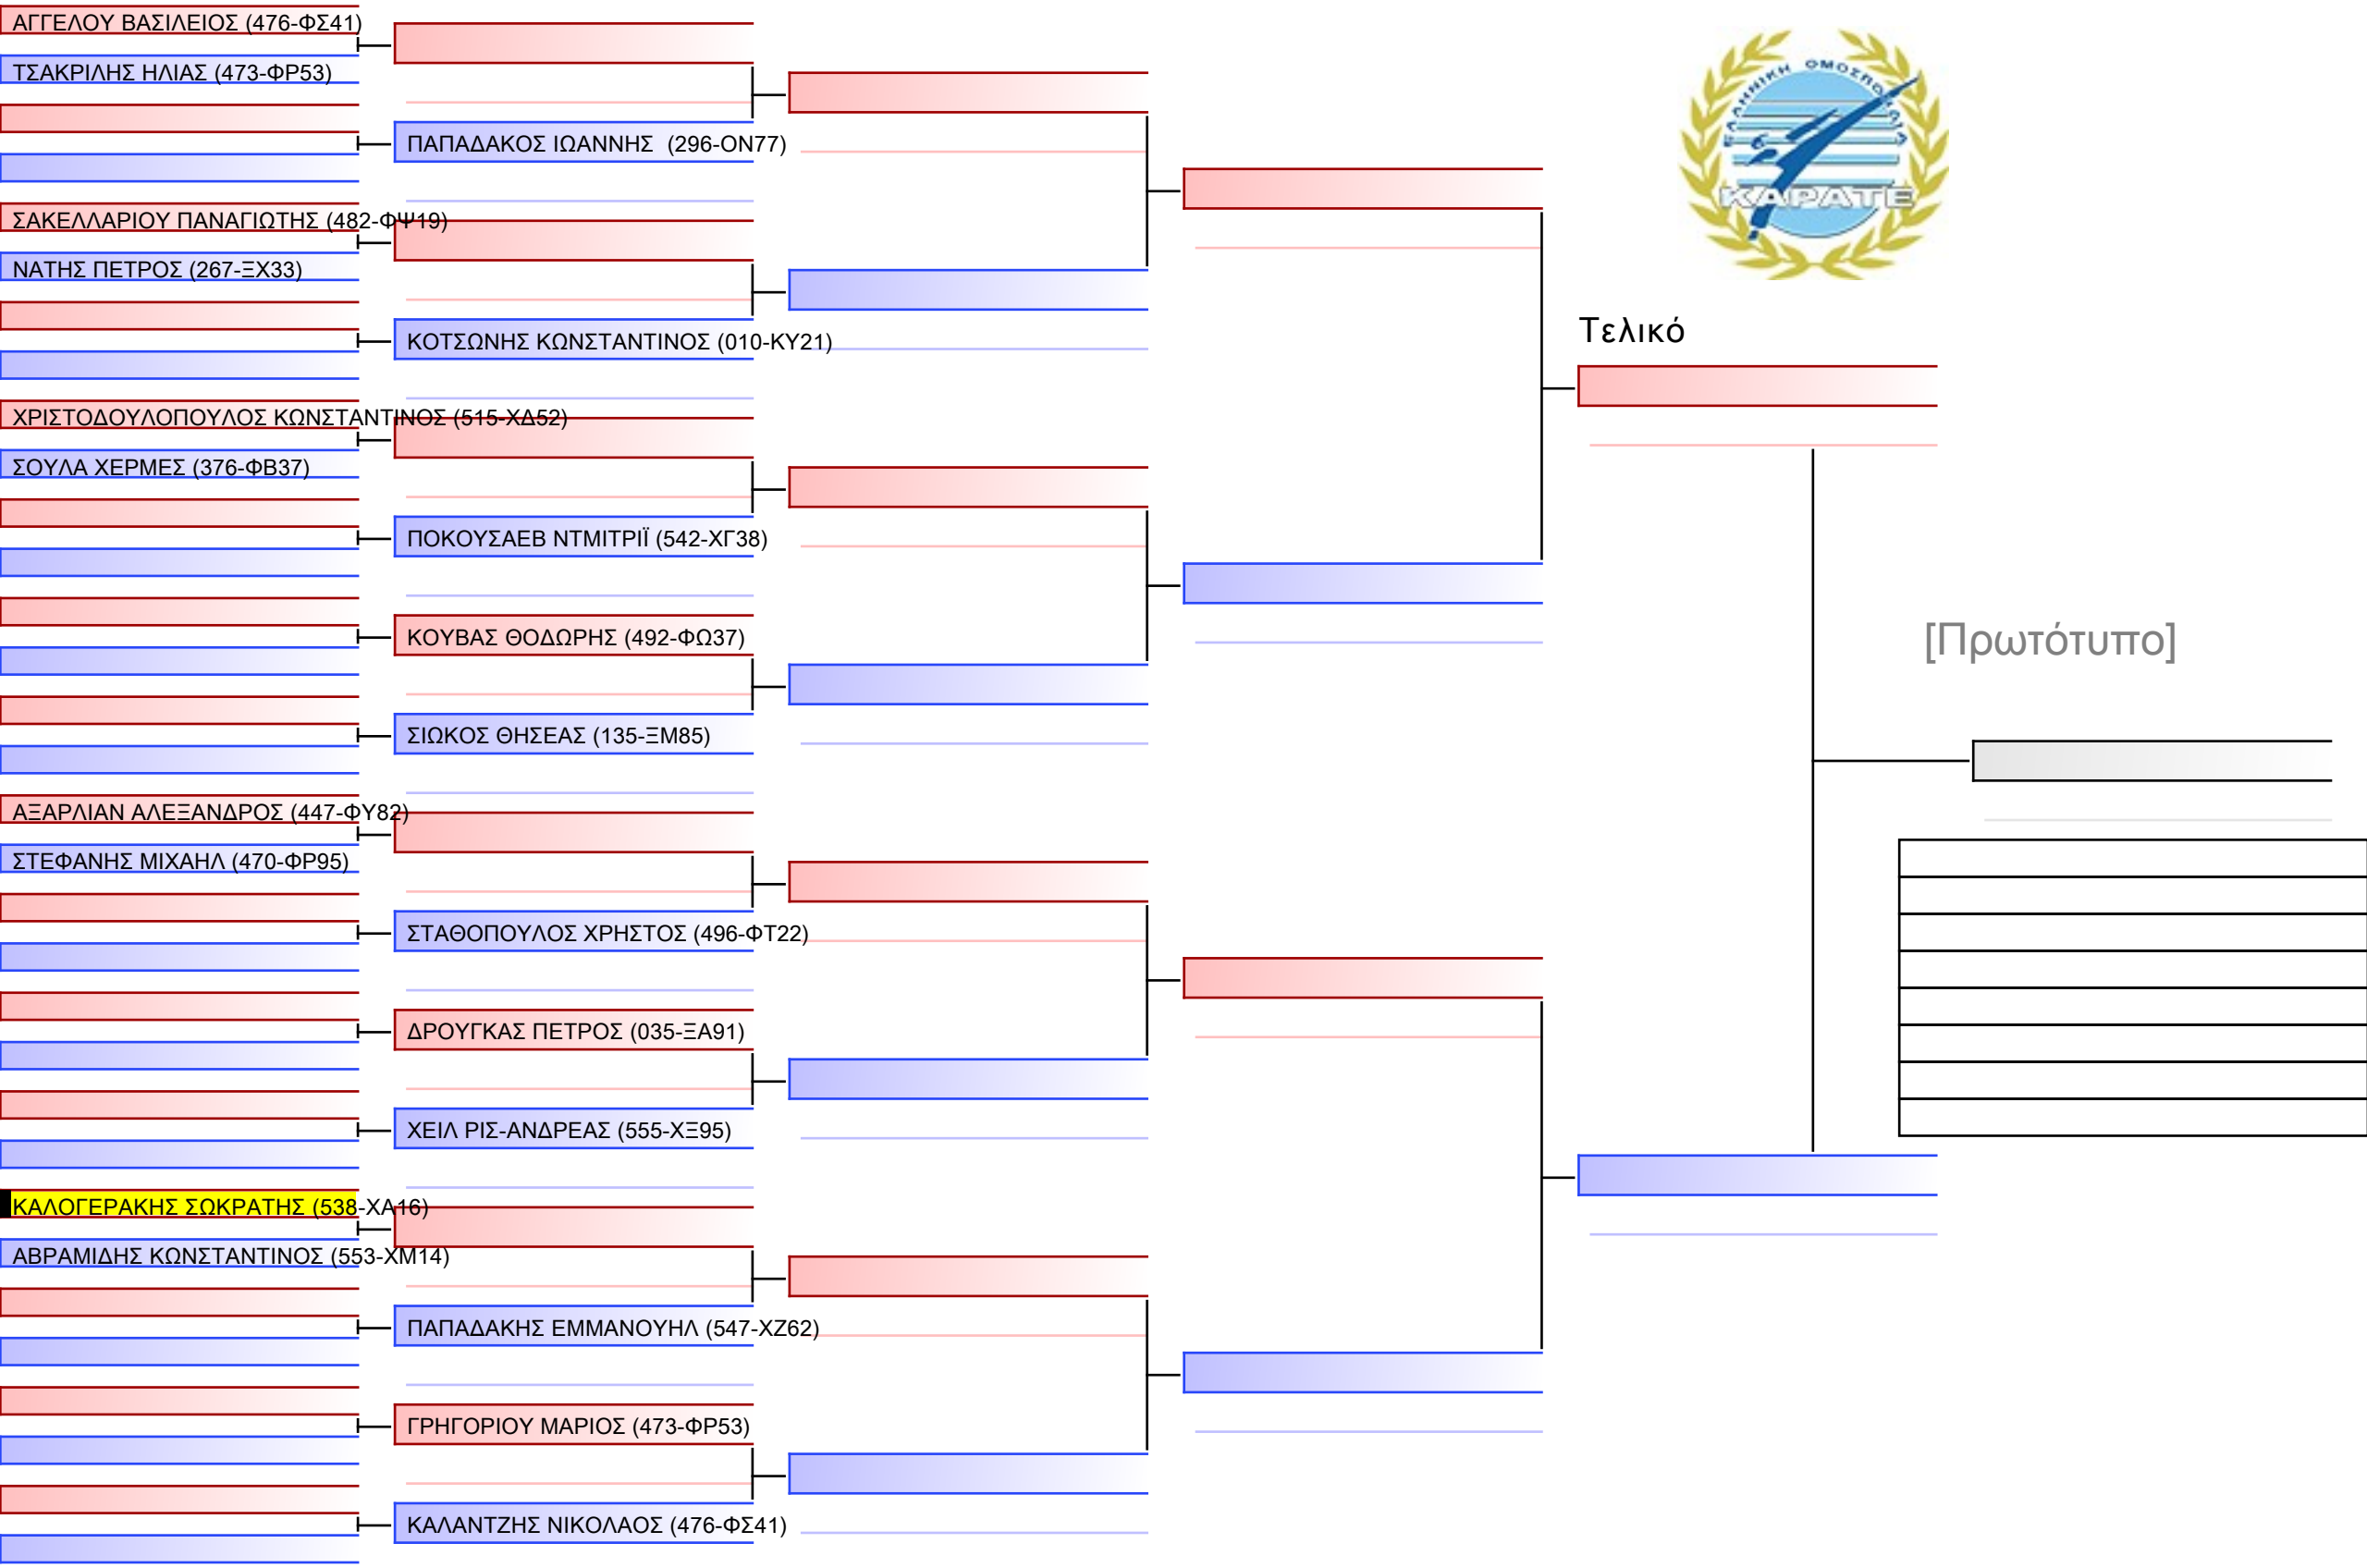 ΑΓΓΕΛΟΥ ΒΑΣΙΛΕΙΟΣ (476-ΦΣ41)
ΤΣΑΚΡΙΛΗΣ ΗΛΙΑΣ (473-ΦΡ53)
ΠΑΠΑΔΑΚΟΣ ΙΩΑΝΝΗΣ (296-ΟΝ77)
ΣΑΚΕΛΛΑΡΙΟΥ ΠΑΝΑΓΙΩΤΗΣ (482-ΦΨ19)
ΝΑΤΗΣ ΠΕΤΡΟΣ (267-ΞΧ33)
ΚΟΤΣΩΝΗΣ ΚΩΝΣΤΑΝΤΙΝΟΣ (010-ΚΥ21)
ΧΡΙΣΤΟΔΟΥΛΟΠΟΥΛΟΣ ΚΩΝΣΤΑΝΤΙΝΟΣ (515-ΧΔ52)
ΣΟΥΛΑ ΧΕΡΜΕΣ (376-ΦΒ37)
ΠΟΚΟΥΣΑΕΒ ΝΤΜΙΤΡΙΪ (542-ΧΓ38)
ΚΟΥΒΑΣ ΘΟΔΩΡΗΣ (492-ΦΩ37)
ΣΙΩΚΟΣ ΘΗΣΕΑΣ (135-ΞΜ85)
ΑΞΑΡΛΙΑΝ ΑΛΕΞΑΝΔΡΟΣ (447-ΦΥ82)
ΣΤΕΦΑΝΗΣ ΜΙΧΑΗΛ (470-ΦΡ95)
ΣΤΑΘΟΠΟΥΛΟΣ ΧΡΗΣΤΟΣ (496-ΦΤ22)
ΔΡΟΥΓΚΑΣ ΠΕΤΡΟΣ (035-ΞΑ91)
ΧΕΙΛ ΡΙΣ-ΑΝΔΡΕΑΣ (555-ΧΞ95)
ΚΑΛΟΓΕΡΑΚΗΣ ΣΩΚΡΑΤΗΣ (538-ΧΑ16)
ΑΒΡΑΜΙΔΗΣ ΚΩΝΣΤΑΝΤΙΝΟΣ (553-ΧΜ14)
ΠΑΠΑΔΑΚΗΣ ΕΜΜΑΝΟΥΗΛ (547-ΧΖ62)
ΓΡΗΓΟΡΙΟΥ ΜΑΡΙΟΣ (473-ΦΡ53)
ΚΑΛΑΝΤΖΗΣ ΝΙΚΟΛΑΟΣ (476-ΦΣ41)
ΕΛΛΗΝΙΚΗ ΟΜΟΣΠΟΝΔΙΑ
ΚΑΡΑΤΕ
Τελικό
[Πρωτότυπο]